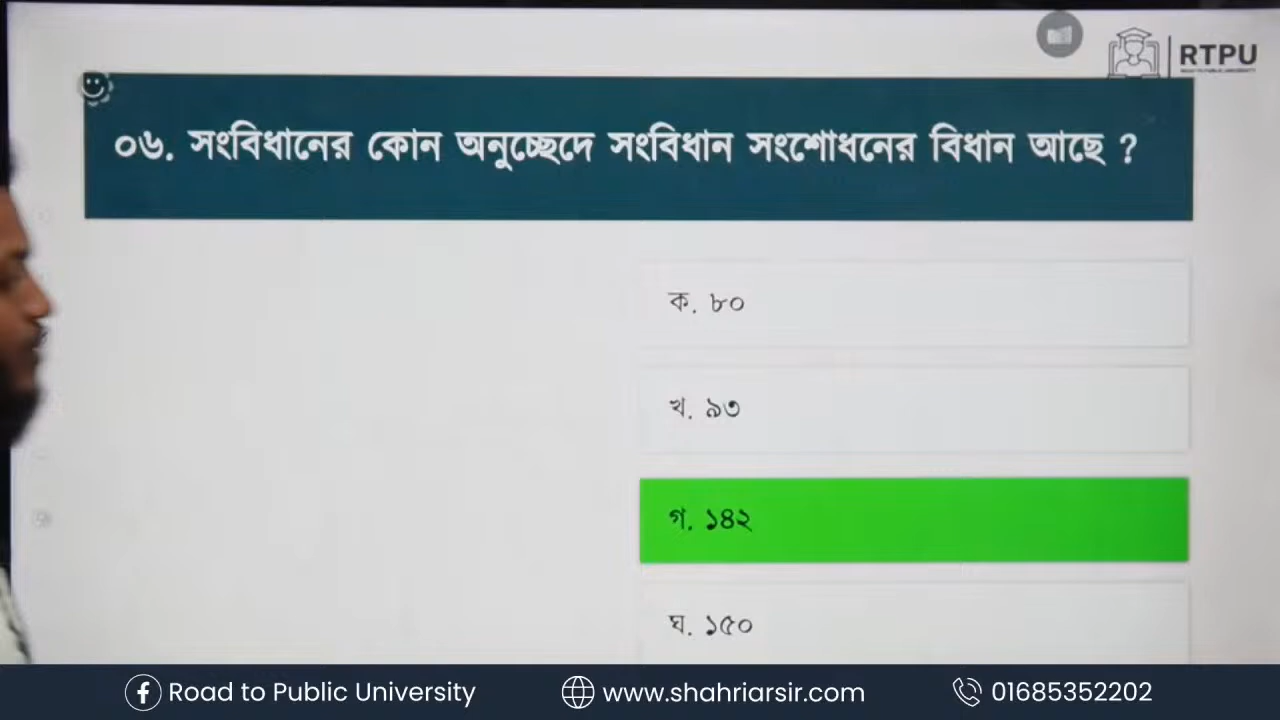 RTPU
০৬. সংবিধানের কোন অনুচ্ছেদে সংবিধান সংশোধনের বিধান আছে ?
ক. ৮০
খ. ৯৩
গ. ১৪২
ঘ. ১৫০
Road to Public University
www.shahriarsir.com
01685352202